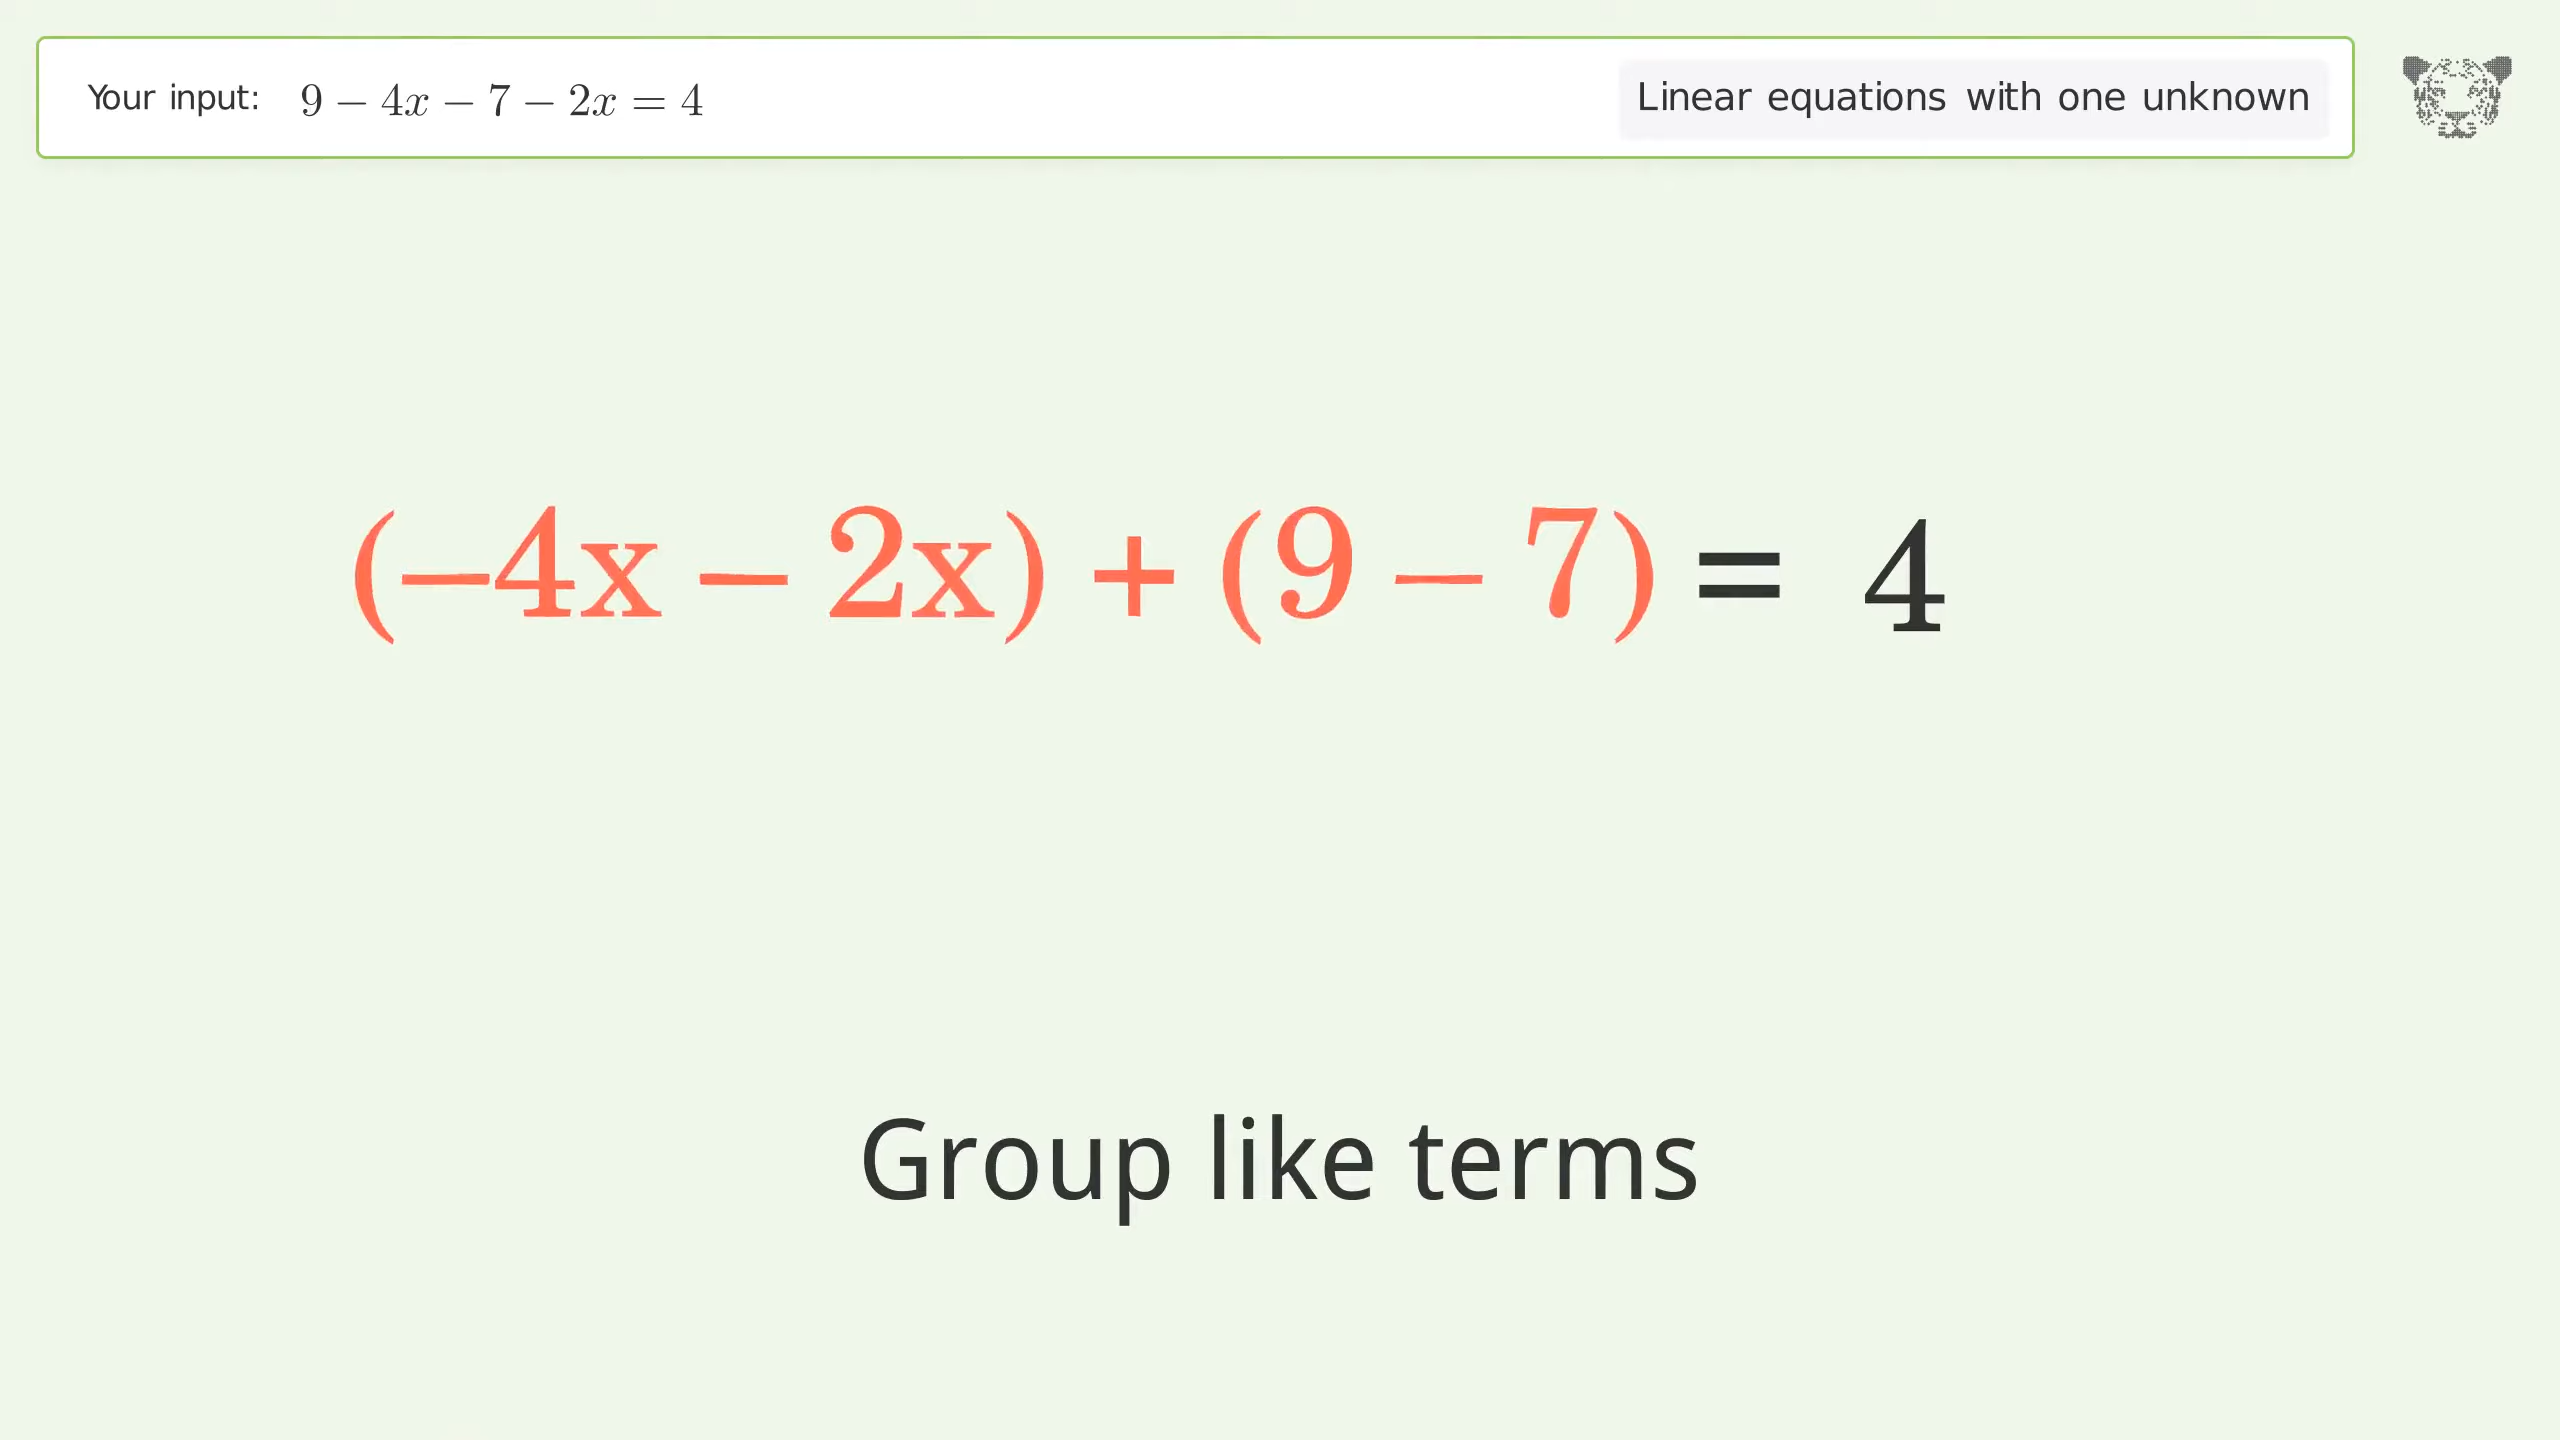 Your input: 9 − 4x − 7 − 2x = 4
Linear equations with one unknown
(−4x − 2x) + (9 − 7) = 4
Group like terms